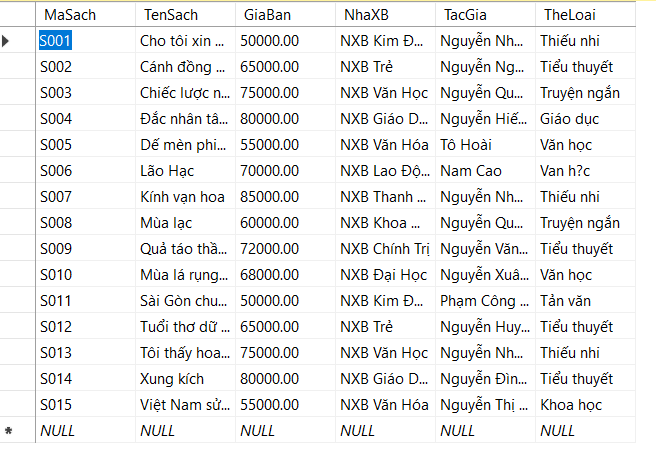 MaSach TenSach GiaBan NhaXB TacGia TheLoai
S001 Cho tôi xin ... 50000.00 NXB Kim Đ... Nguyễn Nh... Thiếu nhi
S002 Cánh đồng ... 65000.00 NXB Trẻ Nguyễn Ng... Tiểu thuyết
S003 Chiếc lược n... 75000.00 NXB Văn Học Nguyễn Qu... Truyện ngắn
S004 Đắc nhân tâ... 80000.00 NXB Giáo D... Nguyễn Hiế... Giáo dục
S005 Dế mèn phi... 55000.00 NXB Văn Hóa Tô Hoài Văn học
S006 Lão Hạc 70000.00 NXB Lao Độ... Nam Cao Van h?c
S007 Kính vạn hoa 85000.00 NXB Thanh ... Nguyễn Nh... Thiếu nhi
S008 Mùa lạc 60000.00 NXB Khoa ... Nguyễn Qu... Truyện ngắn
S009 Quả táo thầ... 72000.00 NXB Chính Trị Nguyễn Văn... Tiểu thuyết
S010 Mùa lá rụng... 68000.00 NXB Đại Học Nguyễn Xuâ... Văn học
S011 Sài Gòn chu... 50000.00 NXB Kim Đ... Phạm Công ... Tản văn
S012 Tuổi thơ dữ ... 65000.00 NXB Trẻ Nguyễn Huy... Tiểu thuyết
S013 Tôi thấy hoa... 75000.00 NXB Văn Học Nguyễn Nh... Thiếu nhi
S014 Xung kích 80000.00 NXB Giáo D... Nguyễn Đìn... Tiểu thuyết
S015 Việt Nam sử... 55000.00 NXB Văn Hóa Nguyễn Thị ... Khoa học
NULL NULL NULL NULL NULL NULL